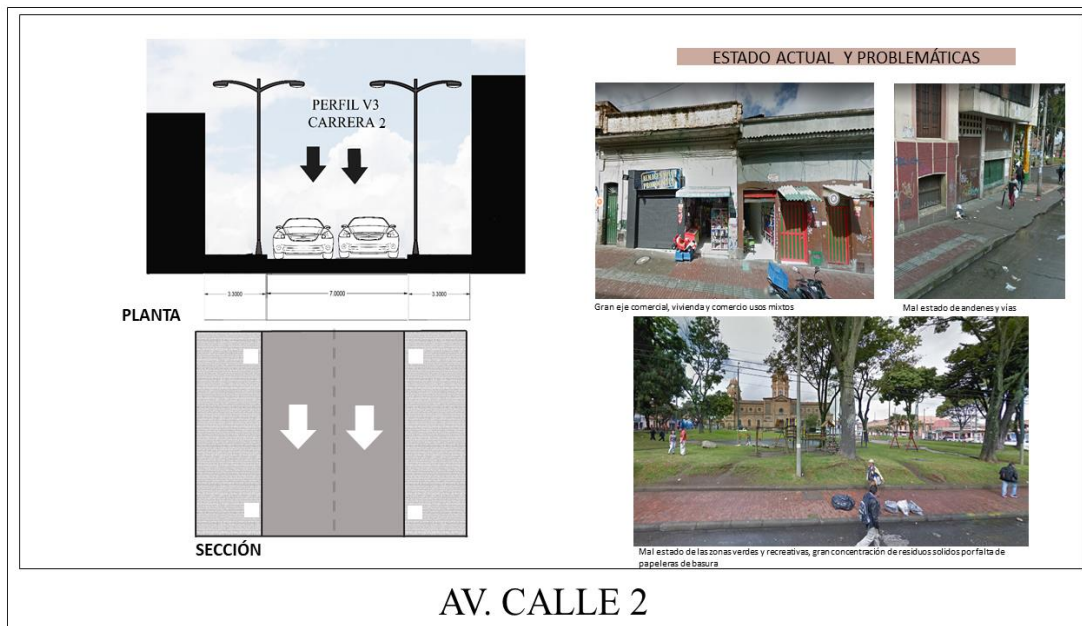 ESTADO ACTUAL Y PROBLEMÁTICAS
PERFIL V3
CARRERA 2
3.3000
7.0000
3.3000
PLANTA
SECCIÓN
Gran eje comercial, vivienda y comercio usos mixtos
Mal estado de andenes y vías
Mal estado de las zonas verdes y recreativas, gran concentración de residuos solidos por falta de
papeleras de basura
AV. CALLE 2